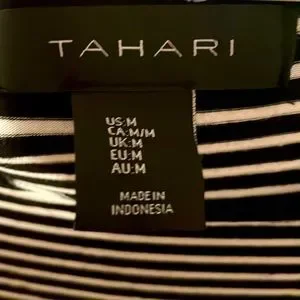 TAHARI
US:M
CA:M/M
UK:M
EU:M
AU:M
MADE IN
INDONESIA